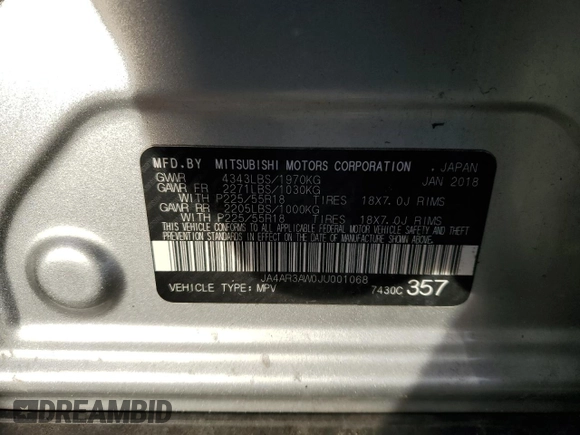 MFD.BY MITSUBISHI MOTORS CORPORATION . JAPAN
GVWR 4343LBS/1970KG JAN 2018
GAWR FR 2271LBS/1030KG
WITH P225/55R18 TIRES 18X7.0J RIMS
GAWR RR 2205LBS/1000KG
WITH P225/55R18 TIRES 18X7.0J RIMS
THIS VEHICLE CONFORMS TO ALL APPLICABLE FEDERAL MOTOR VEHICLE SAFETY AND THEFT
PREVENTION STANDARDS IN EFFECT ON THE DATE OF MANUFACTURE SHOWN ABOVE.
JA4AR3AW0JU001068
VEHICLE TYPE: MPV 7430C 357
DREAMBID